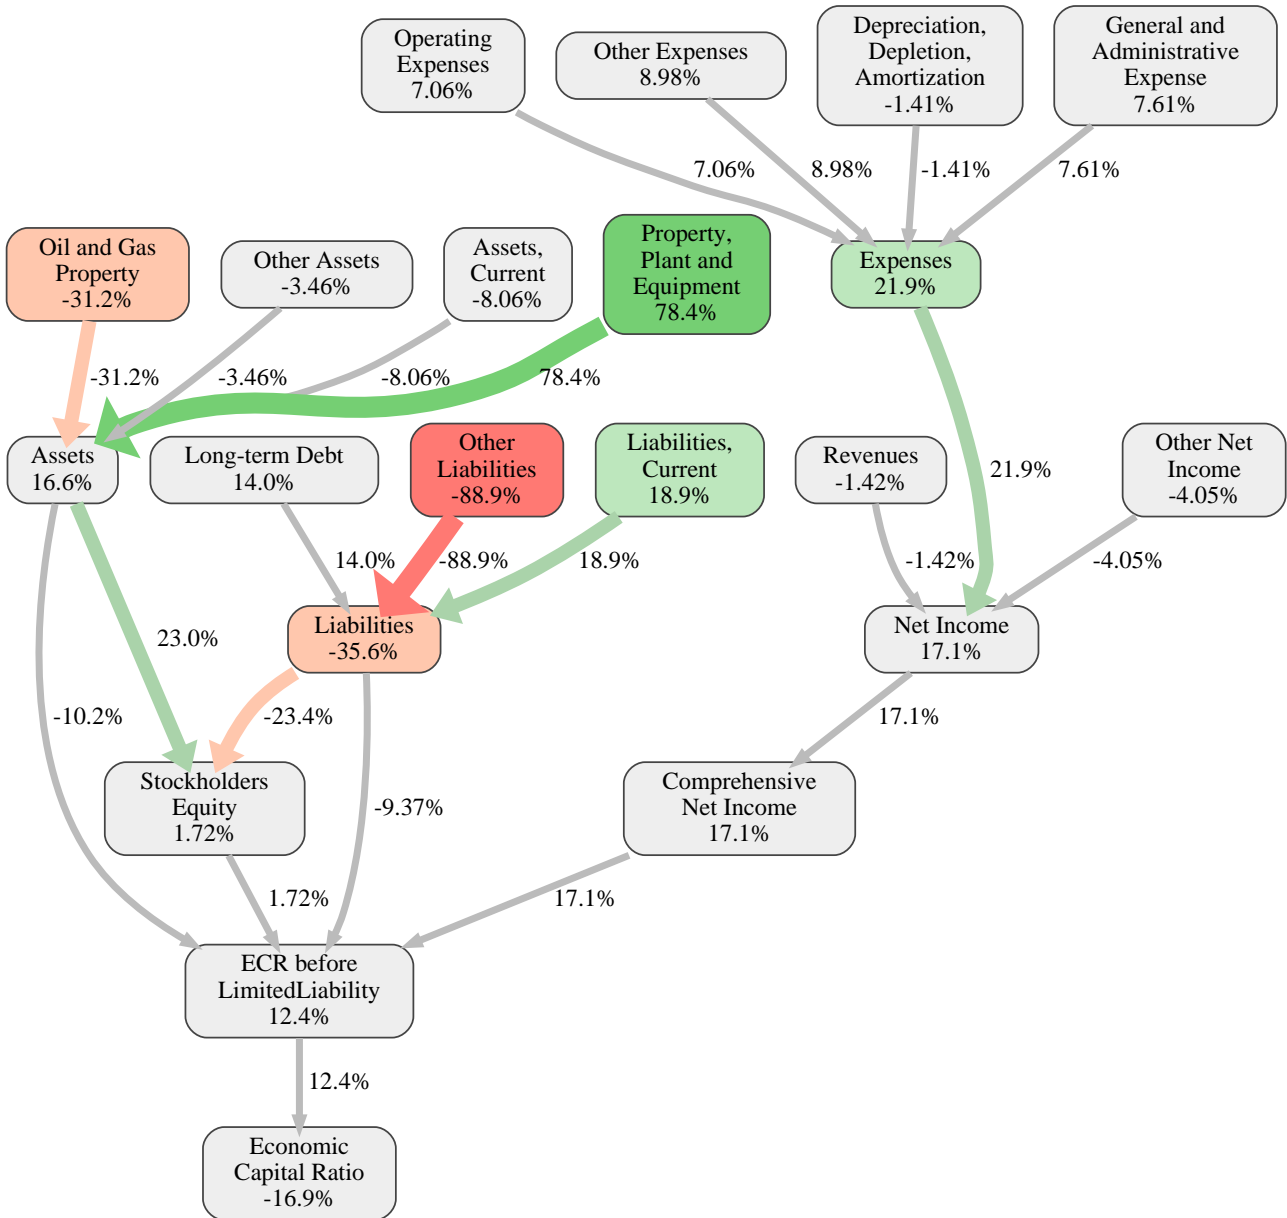 Operating
Expenses
7.06%
Other Expenses
8.98%
Depreciation,
Depletion,
Amortization
-1.41%
General and
Administrative
Expense
7.61%
7.06%
8.98%
-1.41%
7.61%
Oil and Gas
Property
-31.2%
Other Assets
-3.46%
Assets,
Current
-8.06%
Property,
Plant and
Equipment
78.4%
Expenses
21.9%
-31.2%
-3.46%
-8.06%
78.4%
Assets
16.6%
Long-term Debt
14.0%
Other
Liabilities
-88.9%
Liabilities,
Current
18.9%
Revenues
-1.42%
21.9%
Other Net
Income
-4.05%
14.0%
-88.9%
18.9%
-1.42%
-4.05%
23.0%
Liabilities
-35.6%
Net Income
17.1%
-10.2%
-23.4%
17.1%
Stockholders
Equity
1.72%
-9.37%
Comprehensive
Net Income
17.1%
1.72%
17.1%
ECR before
LimitedLiability
12.4%
12.4%
Economic
Capital Ratio
-16.9%